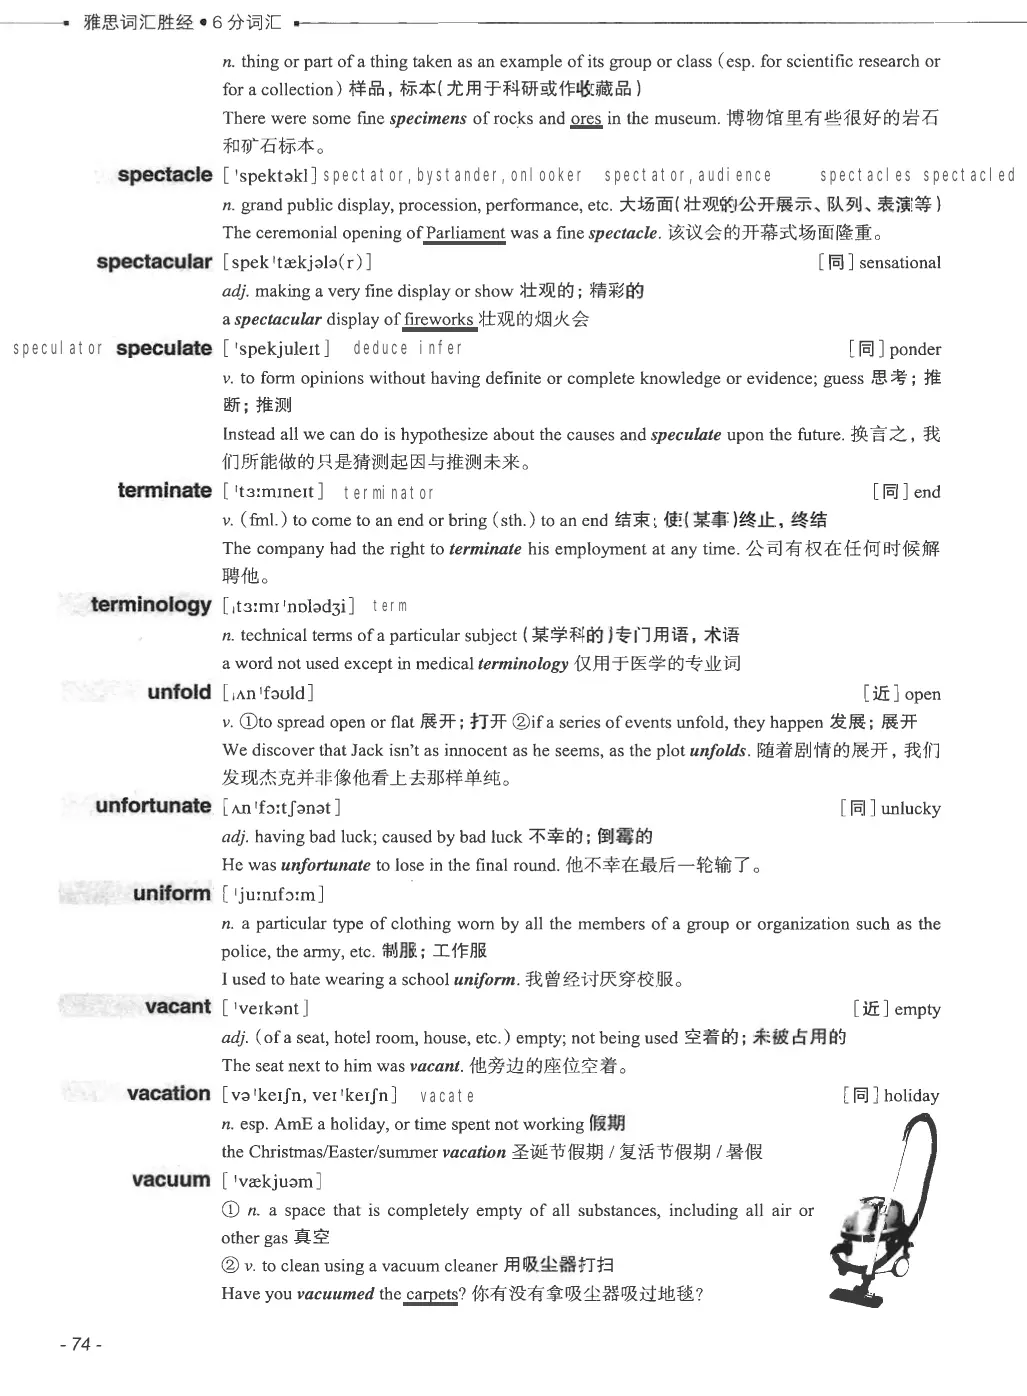 雅思词汇胜经•6分词汇
n. thing or part of a thing taken as an example of its group or class (esp. for scientific research or
for a collection) 样品，标本(尤用于科研或作收藏品)
There were some fine specimens of rocks and ores in the museum. 博物馆里有些很好的岩石
和矿石标本。
spectacle ['spektəkl] spectator,bystander,onlooker spectator,audience spectacles spectacled
n. grand public display, procession, performance, etc. 大场面(壮观的公开展示、队列、表演等)
The ceremonial opening of Parliament was a fine spectacle. 该议会的开幕式场面隆重。
spectacular [spek'tækjələ(r)] [同] sensational
adj. making a very fine display or show 壮观的；精彩的
a spectacular display of fireworks 壮观的烟火会
speculator speculate ['spekjuleɪt] deduce infer [同] ponder
v. to form opinions without having definite or complete knowledge or evidence; guess 思考；推
断；推测
Instead all we can do is hypothesize about the causes and speculate upon the future. 换言之，我
们所能做的只是猜测起因与推测未来。
terminate ['tɜːmɪneɪt] terminator [同] end
v. (fml.) to come to an end or bring (sth.) to an end 结束；使(某事)终止，终结
The company had the right to terminate his employment at any time. 公司有权在任何时候解
聘他。
terminology [ˌtɜːmɪ'nɒlədʒi] term
n. technical terms of a particular subject (某学科的)专门用语，术语
a word not used except in medical terminology 仅用于医学的专业词
unfold [ˌʌn'fəʊld] [近] open
v. ①to spread open or flat 展开；打开 ②if a series of events unfold, they happen 发展；展开
We discover that Jack isn't as innocent as he seems, as the plot unfolds. 随着剧情的展开，我们
发现杰克并非像他看上去那样单纯。
unfortunate [ʌn'fɔːtʃənət] [同] unlucky
adj. having bad luck; caused by bad luck 不幸的；倒霉的
He was unfortunate to lose in the final round. 他不幸在最后一轮输了。
uniform ['juːnɪfɔːm]
n. a particular type of clothing worn by all the members of a group or organization such as the
police, the army, etc. 制服；工作服
I used to hate wearing a school uniform. 我曾经讨厌穿校服。
vacant ['veɪkənt] [近] empty
adj. (of a seat, hotel room, house, etc.) empty; not being used 空着的；未被占用的
The seat next to him was vacant. 他旁边的座位空着。
vacation [və'keɪʃn, veɪ'keɪʃn] vacate [同] holiday
n. esp. AmE a holiday, or time spent not working 假期
the Christmas/Easter/summer vacation 圣诞节假期 / 复活节假期 / 暑假
vacuum ['vækjuəm]
① n. a space that is completely empty of all substances, including all air or
other gas 真空
② v. to clean using a vacuum cleaner 用吸尘器打扫
Have you vacuumed the carpets? 你有没有拿吸尘器吸过地毯?
- 74 -